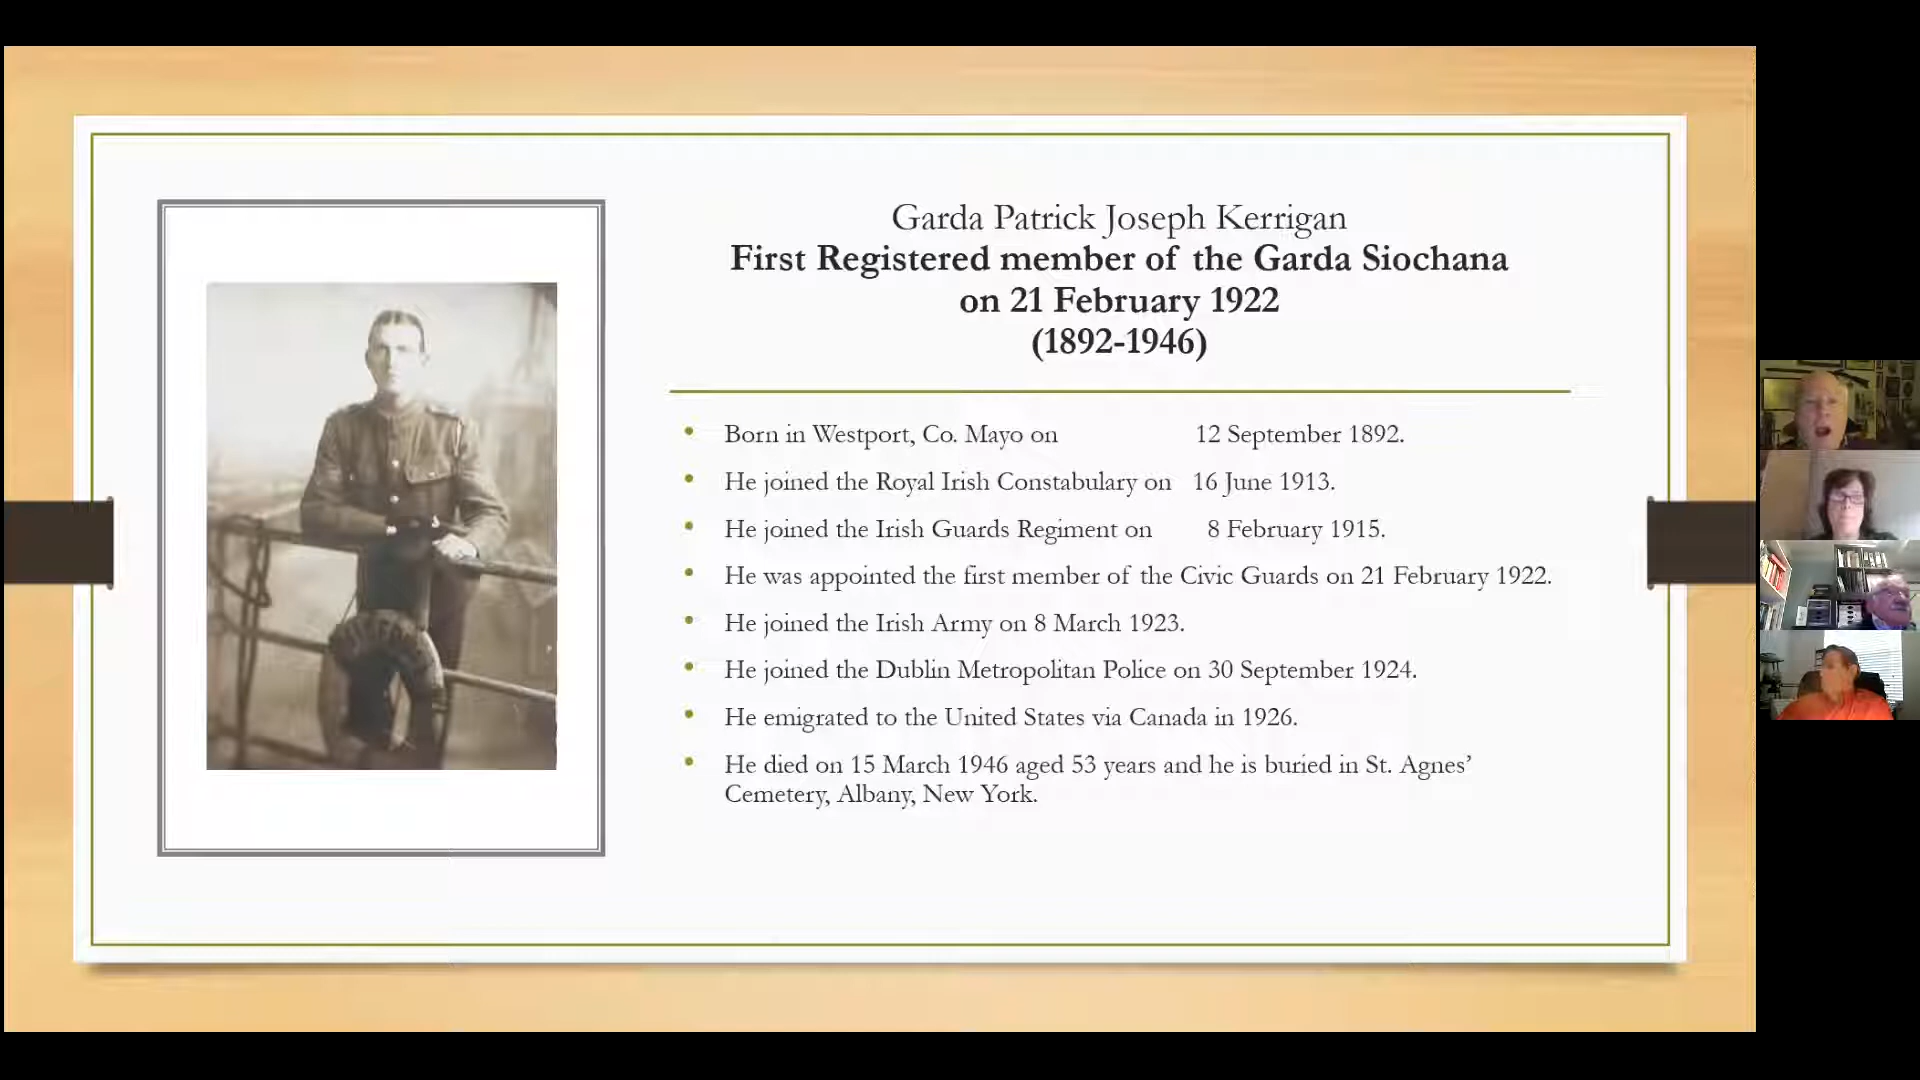 Garda Patrick Joseph Kerrigan
First Registered member of the Garda Siochana
on 21 February 1922
(1892-1946)
Born in Westport, Co. Mayo on 12 September 1892.
He joined the Royal Irish Constabulary on 16 June 1913.
He joined the Irish Guards Regiment on 8 February 1915.
He was appointed the first member of the Civic Guards on 21 February 1922.
He joined the Irish Army on 8 March 1923.
He joined the Dublin Metropolitan Police on 30 September 1924.
He emigrated to the United States via Canada in 1926.
He died on 15 March 1946 aged 53 years and he is buried in St. Agnes’
Cemetery, Albany, New York.